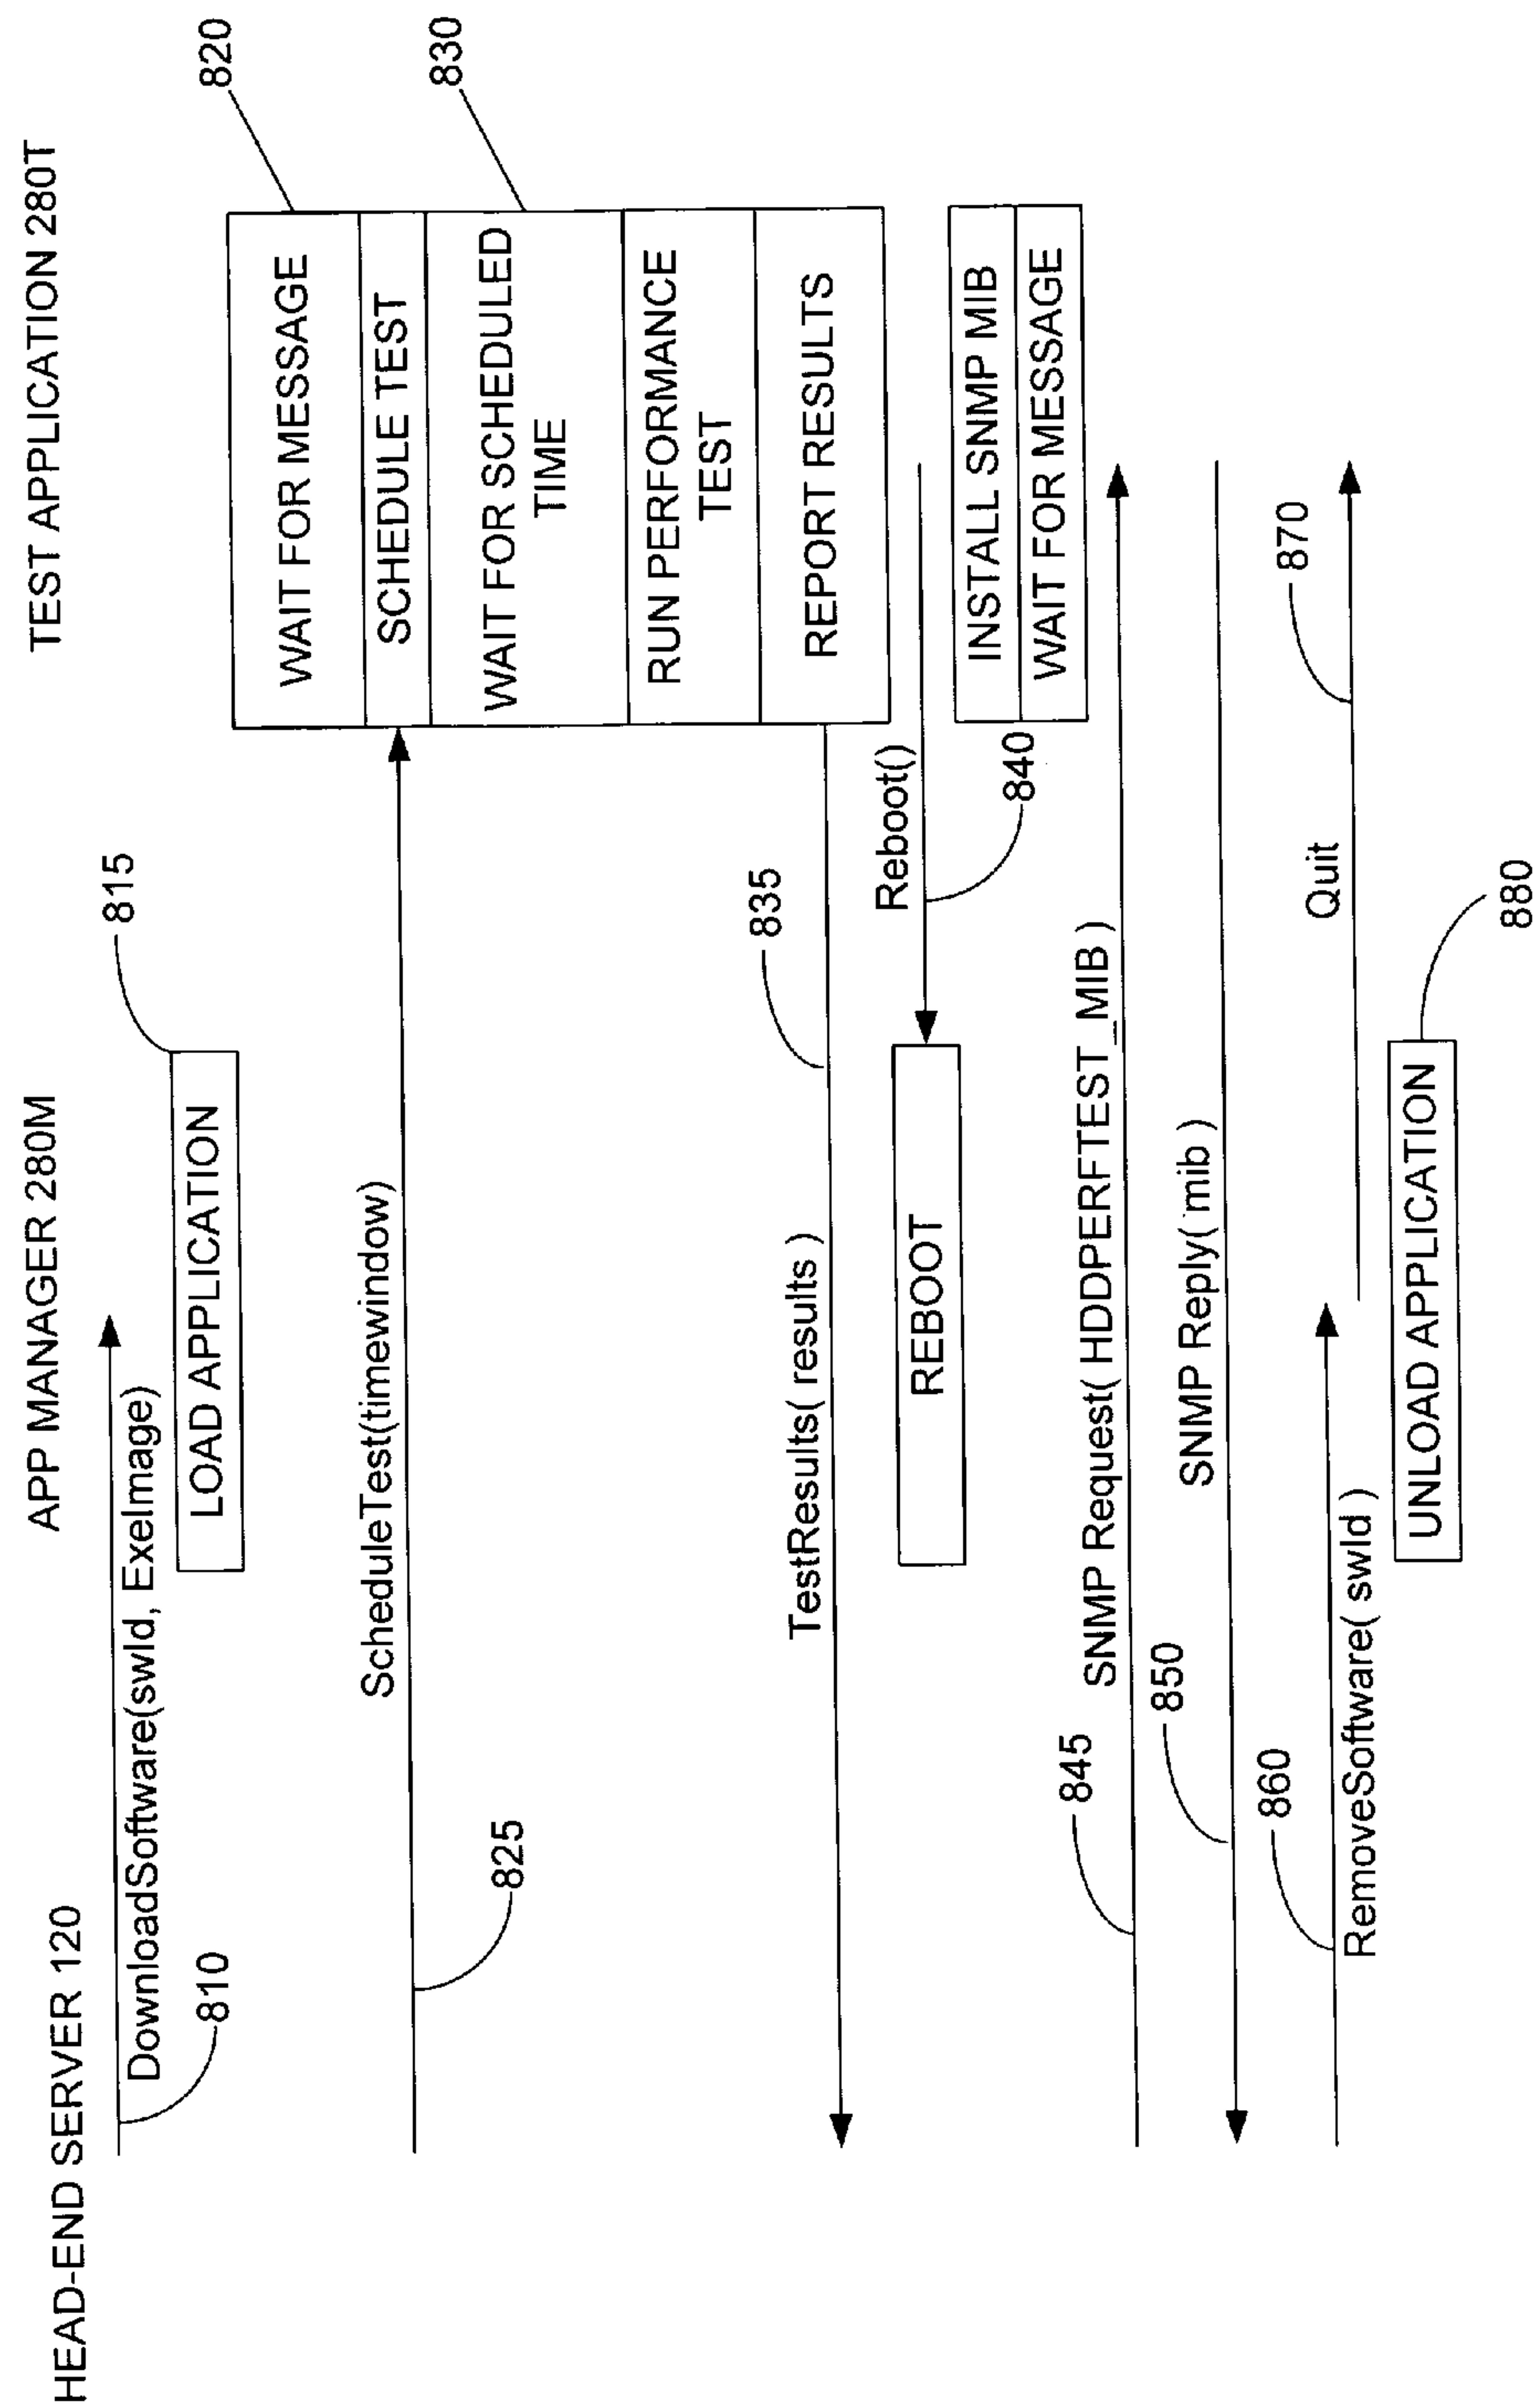 HEAD-END SERVER 120
APP MANAGER 280M
TEST APPLICATION 280T
DownloadSoftware(swId, ExeImage)
810
815
LOAD APPLICATION
820
WAIT FOR MESSAGE
ScheduleTest(timewindow)
825
SCHEDULE TEST
830
WAIT FOR SCHEDULED
TIME
RUN PERFORMANCE
TEST
REPORT RESULTS
TestResults( results )
835
Reboot()
840
REBOOT
INSTALL SNMP MIB
WAIT FOR MESSAGE
845
SNMP Request( HDDPERFTEST_MIB )
850
SNMP Reply( mib )
860
RemoveSoftware( swId )
Quit
870
UNLOAD APPLICATION
880